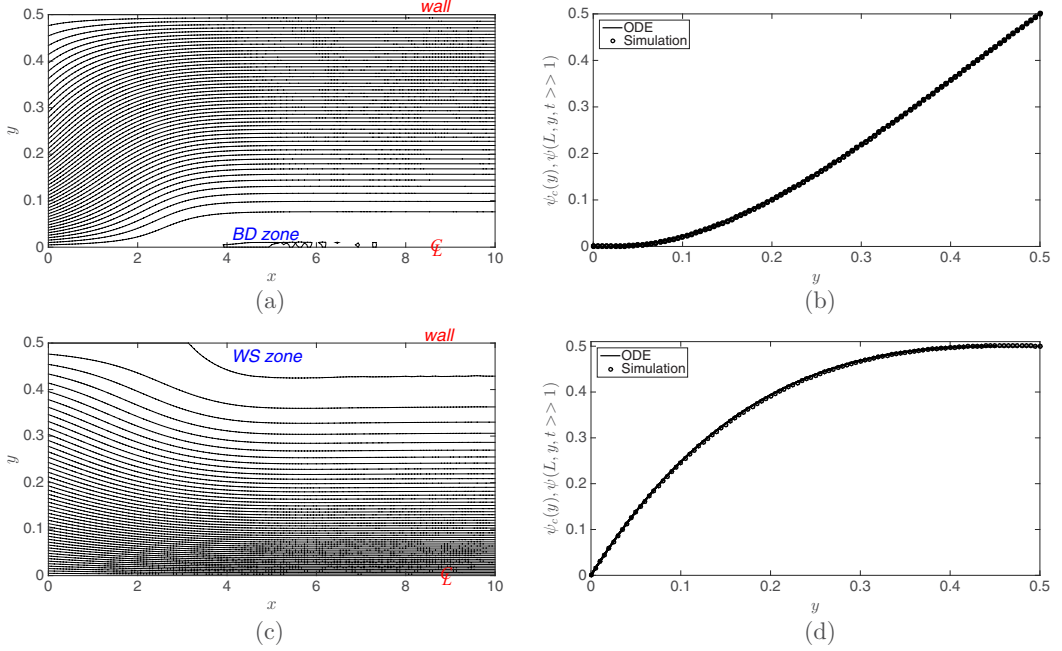 wall
0.5
0.4
0.3
0.2
0.1
0
y
BD zone
℄
0 2 4 6 8 10
x
(a)
0.5
0.4
0.3
0.2
0.1
0
ψc(y), ψ(L, y, t >> 1)
ODE
Simulation
0 0.1 0.2 0.3 0.4 0.5
y
(b)
wall
0.5
0.4
0.3
0.2
0.1
0
y
WS zone
℄
0 2 4 6 8 10
x
(c)
0.5
0.4
0.3
0.2
0.1
0
ψc(y), ψ(L, y, t >> 1)
ODE
Simulation
0 0.1 0.2 0.3 0.4 0.5
y
(d)